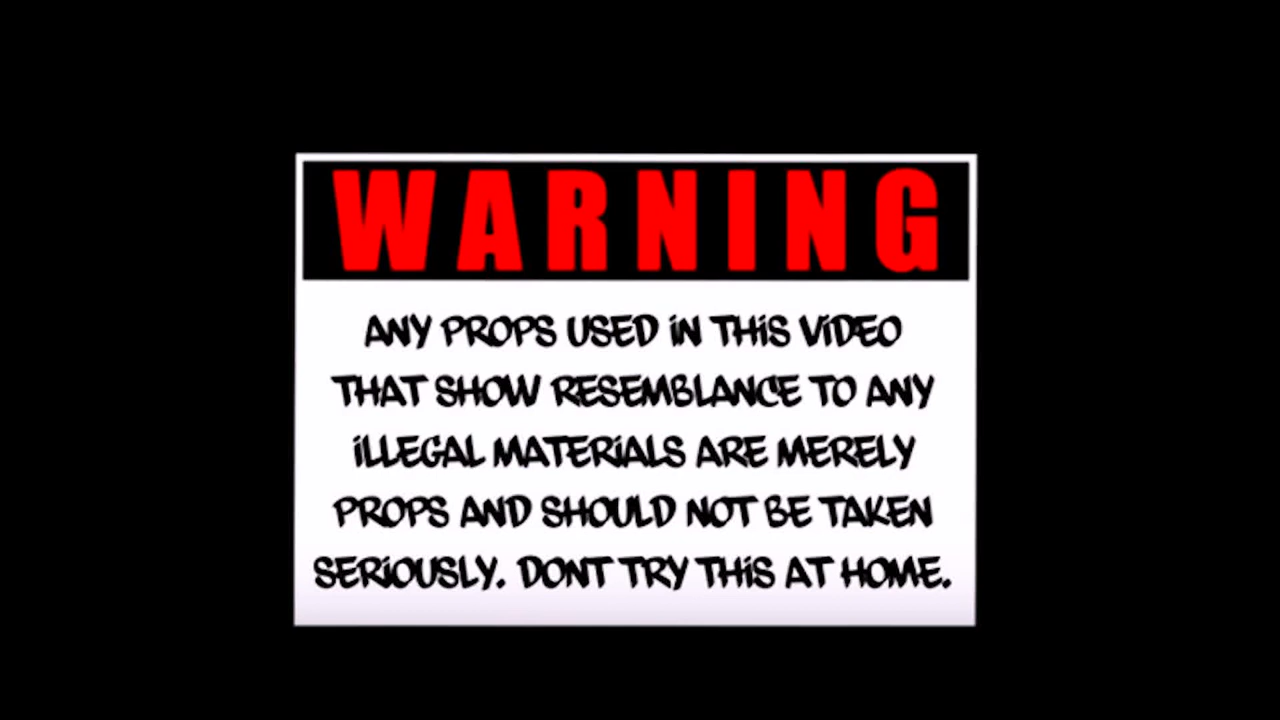 WARNING
ANY PROPS USED iN THiS ViDEO
THAT SHOW RESEMBLANCE TO ANY
iLLEGAL MATERiALS ARE MERELY
PROPS AND SHOULD NOT BE TAKEN
SERiOUSLY. DONT TRY THiS AT HOME.